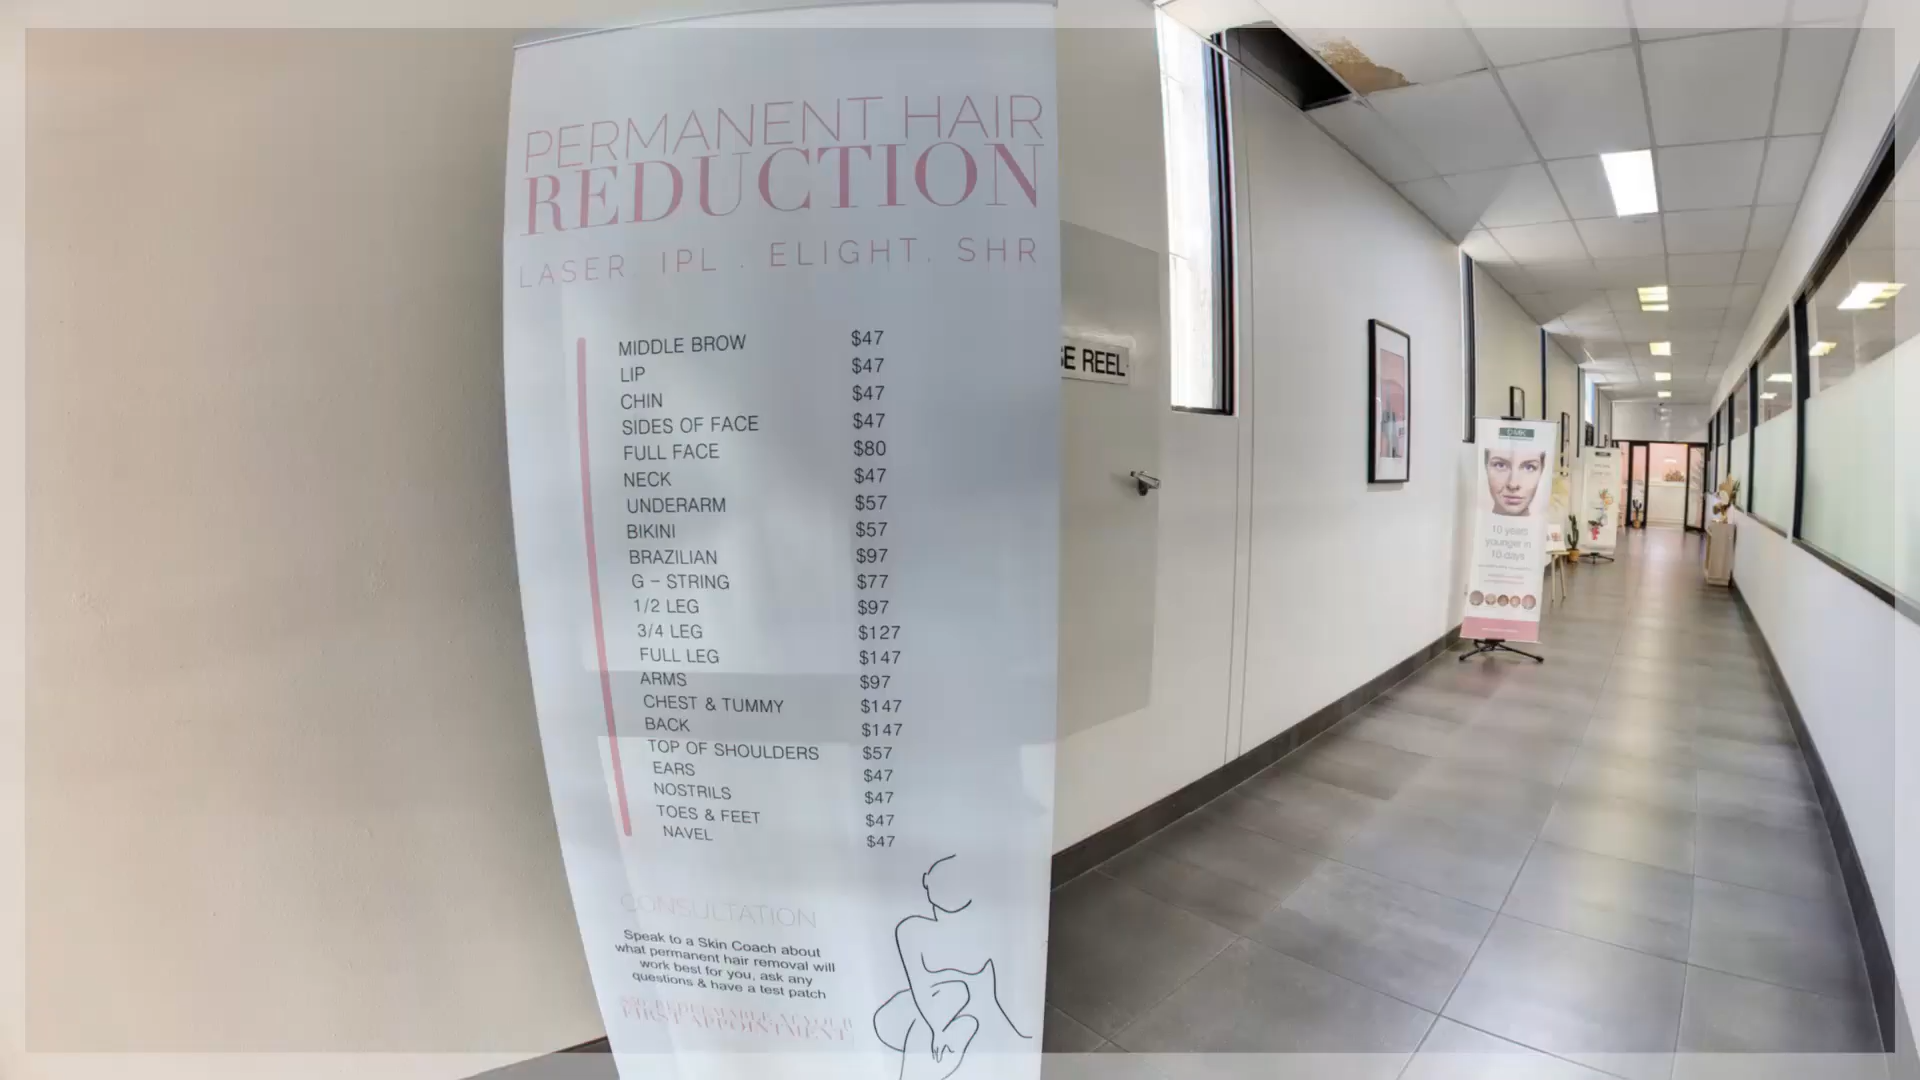 PERMANENT HAIR
REDUCTION
LASER. IPL . ELIGHT. SHR
MIDDLE BROW $47
LIP $47
CHIN $47
SIDES OF FACE $47
FULL FACE $80
NECK $47
UNDERARM $57
BIKINI $57
BRAZILIAN $97
G - STRING $77
1/2 LEG $97
3/4 LEG $127
FULL LEG $147
ARMS $97
CHEST & TUMMY $147
BACK $147
TOP OF SHOULDERS $57
EARS $47
NOSTRILS $47
TOES & FEET $47
NAVEL $47
CONSULTATION
Speak to a Skin Coach about
what permanent hair removal will
work best for you, ask any
questions & have a test patch
REDEEMABLE AT YOUR
FIRST APPOINTMENT
REEL
10 years
younger in
10 days